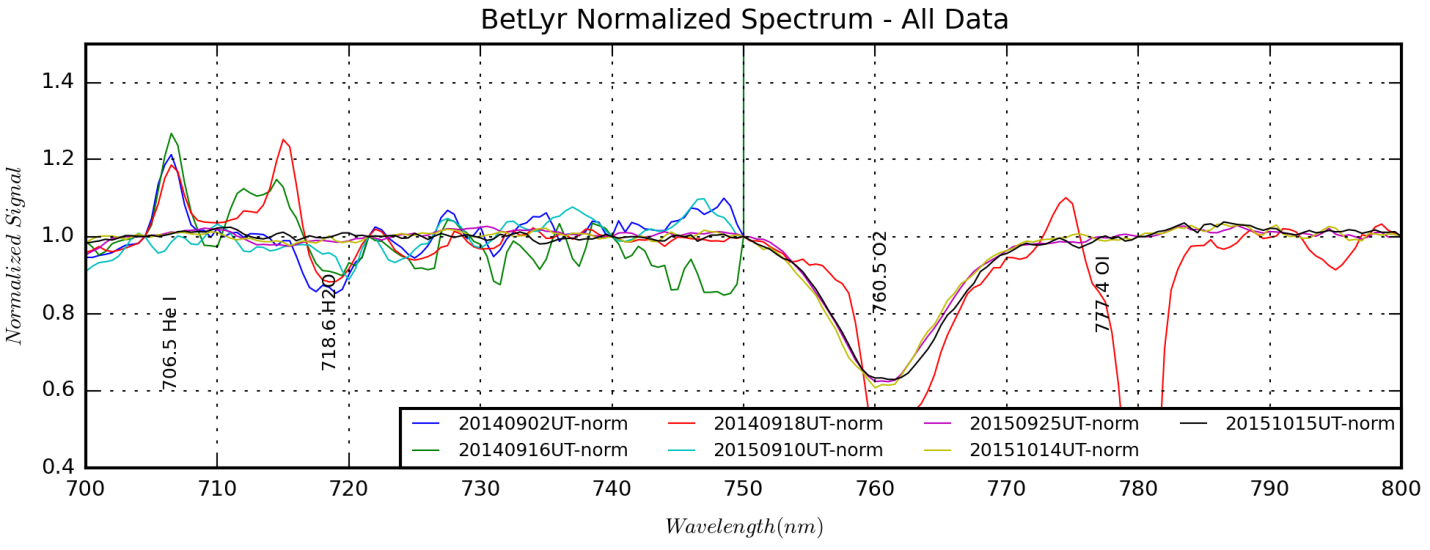 BetLyr Normalized Spectrum - All Data
Normalized Signal
1.4
1.2
1.0
0.8
0.6
0.4
706.5 He I
718.6 H2O
760.5 O2
777.4 OI
20140902UT-norm 20140918UT-norm 20150925UT-norm 20151015UT-norm
20140916UT-norm 20150910UT-norm 20151014UT-norm
700 710 720 730 740 750 760 770 780 790 800
Wavelength(nm)